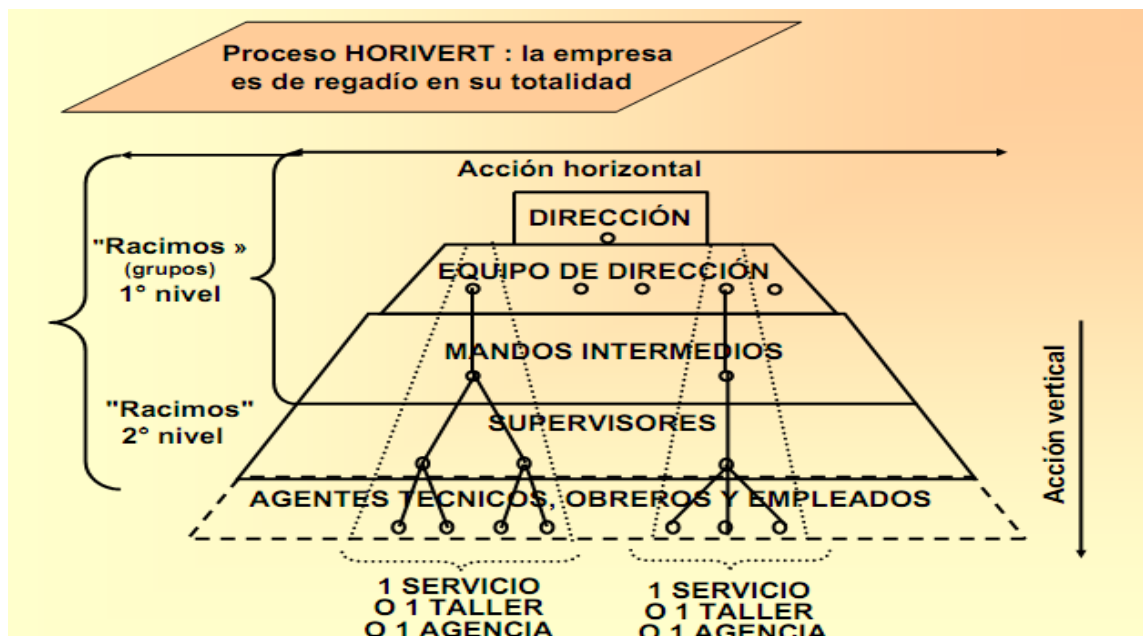 Proceso HORIVERT : la empresa
es de regadío en su totalidad
Acción horizontal
DIRECCIÓN
"Racimos »
(grupos)
1° nivel
EQUIPO DE DIRECCIÓN
MANDOS INTERMEDIOS
"Racimos"
2° nivel
SUPERVISORES
AGENTES TECNICOS, OBREROS Y EMPLEADOS
Acción vertical
1 SERVICIO
O 1 TALLER
O 1 AGENCIA
1 SERVICIO
O 1 TALLER
O 1 AGENCIA